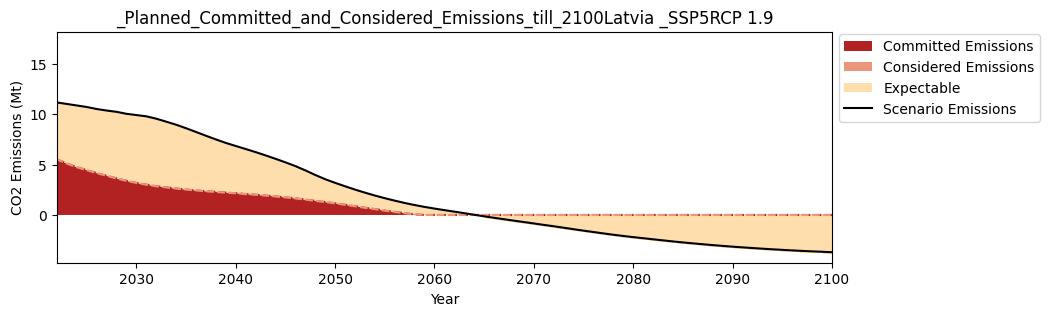 _Planned_Committed_and_Considered_Emissions_till_2100Latvia _SSP5RCP 1.9
CO2 Emissions (Mt)
15
10
5
0
2030
2040
2050
2060
2070
2080
2090
2100
Year
Committed Emissions
Considered Emissions
Expectable
Scenario Emissions